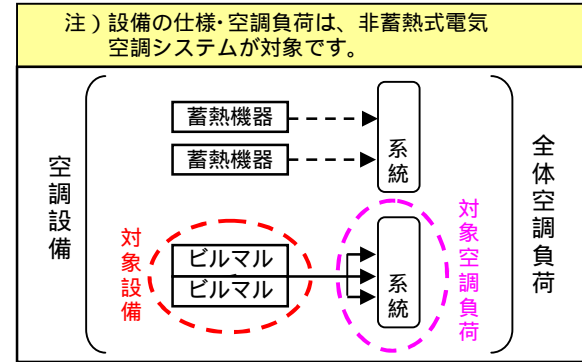 注）設備の仕様・空調負荷は、非蓄熱式電気
空調システムが対象です。
空調設備
蓄熱機器
蓄熱機器
系統
対象設備
ビルマル
ビルマル
系統
対象空調負荷
全体空調負荷